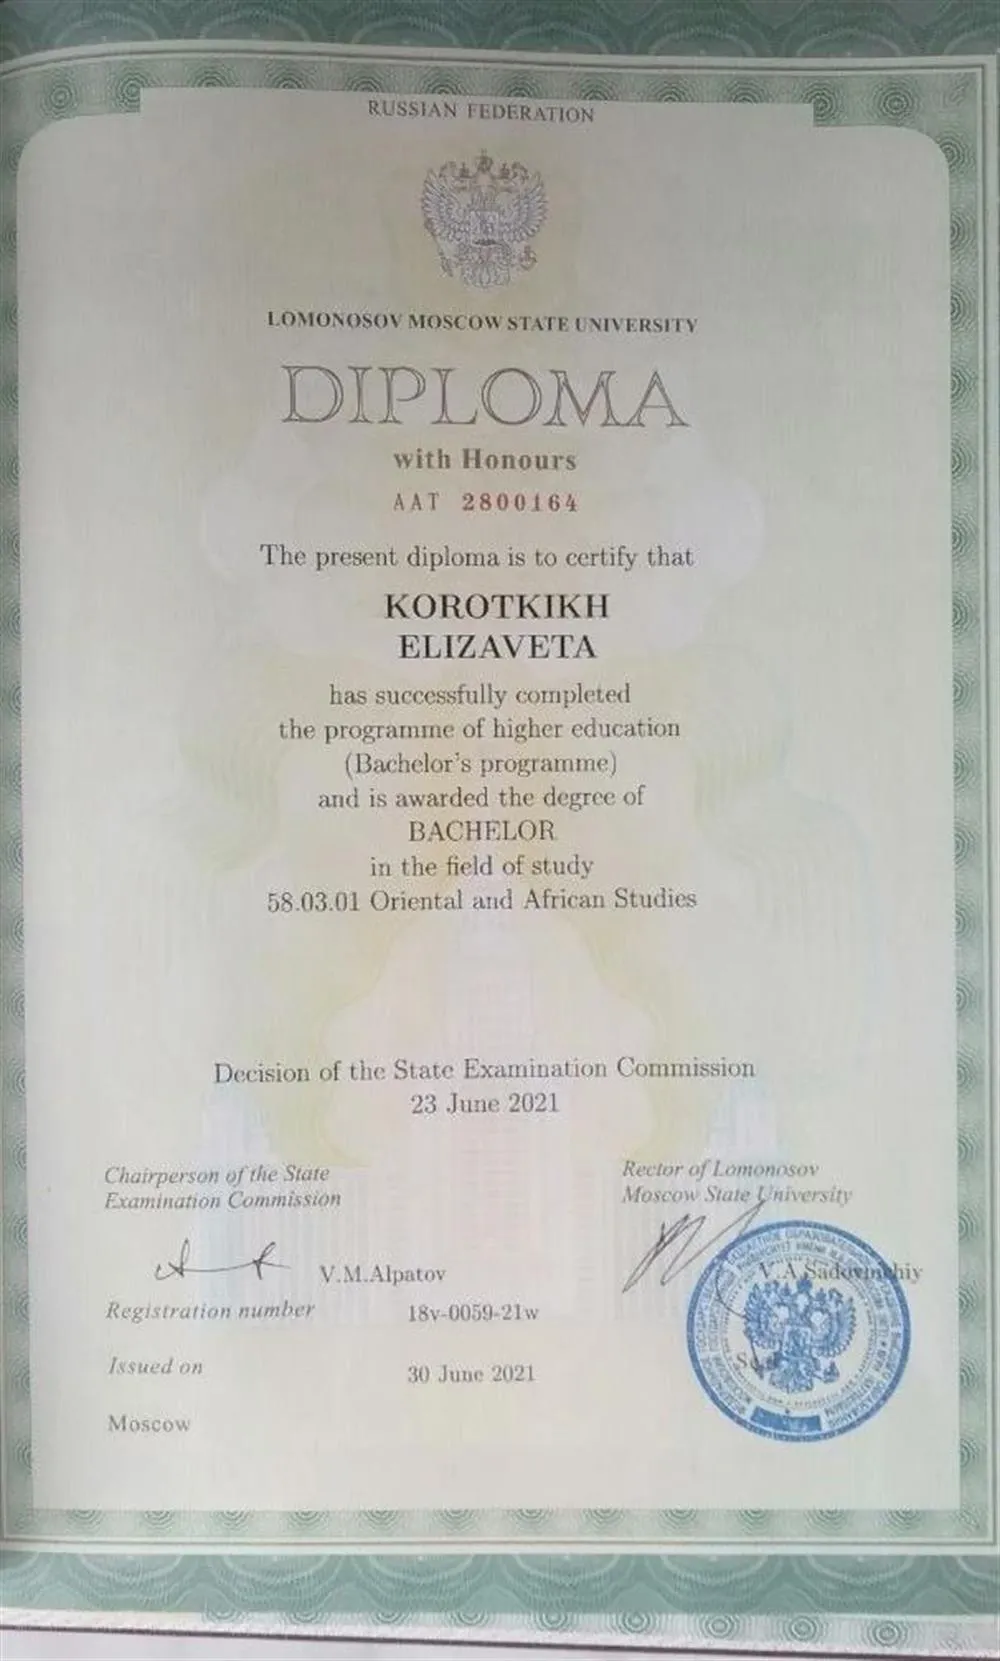 RUSSIAN FEDERATION
LOMONOSOV MOSCOW STATE UNIVERSITY
DIPLOMA
with Honours
AAT 2800164
The present diploma is to certify that
KOROTKIKH
ELIZAVETA
has successfully completed
the programme of higher education
(Bachelor's programme)
and is awarded the degree of
BACHELOR
in the field of study
58.03.01 Oriental and African Studies
Decision of the State Examination Commission
23 June 2021
Chairperson of the State
Examination Commission
V.M.Alpatov
Rector of Lomonosov
Moscow State University
V.A.Sadovnichiy
Registration number 18v-0059-21w
Issued on 30 June 2021
Moscow